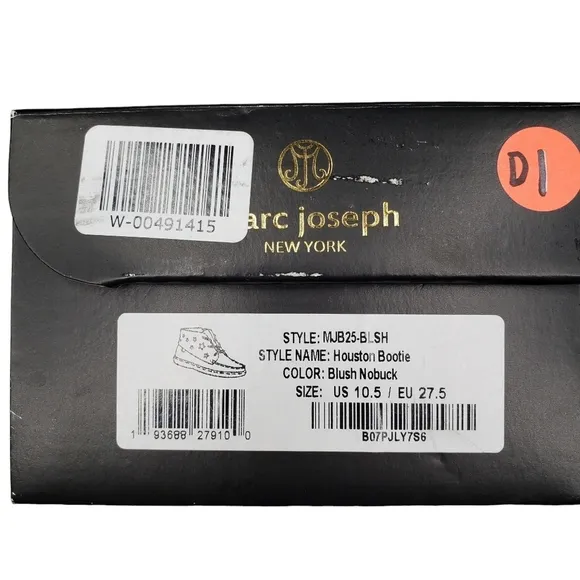 W-00491415
D1
arc joseph
NEW YORK
STYLE: MJB25-BLSH
STYLE NAME: Houston Bootie
COLOR: Blush Nobuck
SIZE: US 10.5 / EU 27.5
1 93688 27910 0
B07PJLY7S6